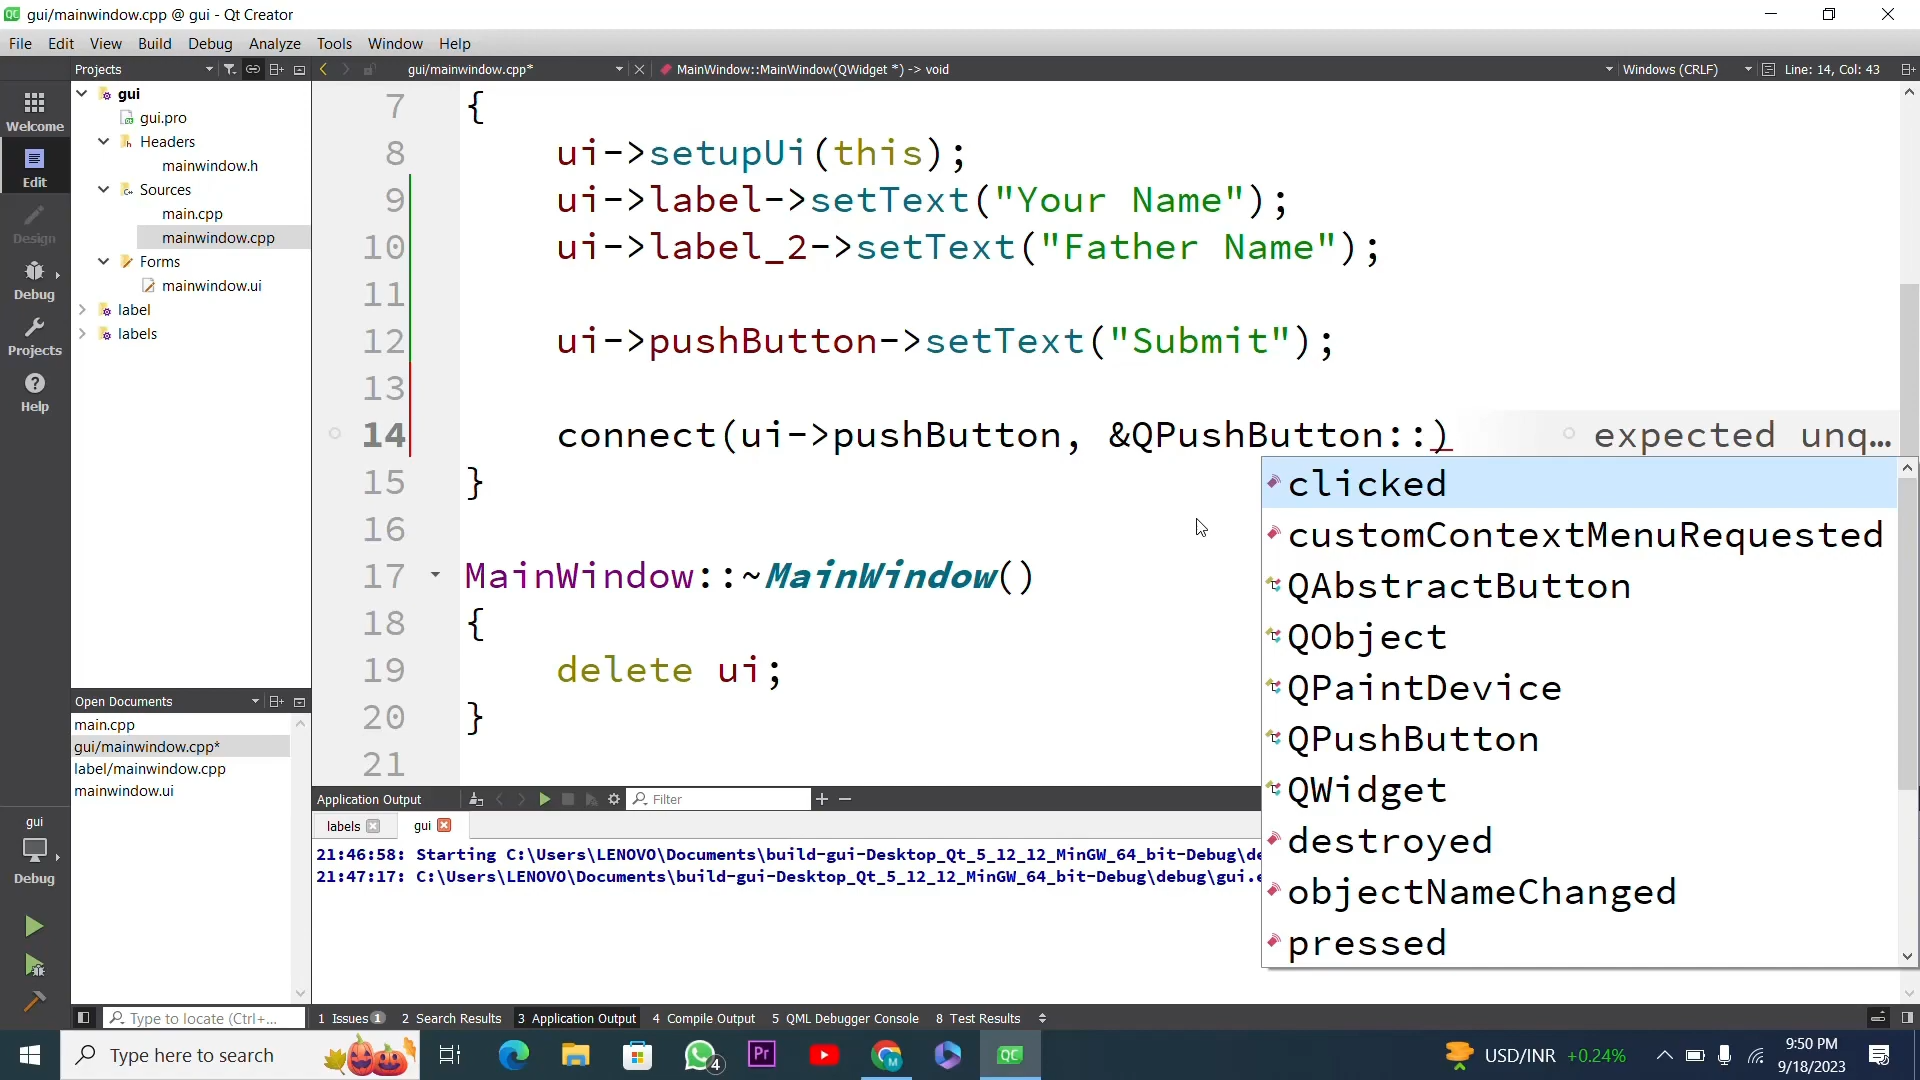 gui/mainwindow.cpp @ gui - Qt Creator
File Edit View Build Debug Analyze Tools Window Help
Projects gui/mainwindow.cpp* MainWindow::MainWindow(QWidget *) -> void Windows (CRLF) Line: 14, Col: 43
Welcome
Edit
Design
Debug
Projects
Help
gui
gui.pro
Headers
mainwindow.h
Sources
main.cpp
mainwindow.cpp
Forms
mainwindow.ui
label
labels
7 {
8 ui->setupUi(this);
9 ui->label->setText("Your Name");
10 ui->label_2->setText("Father Name");
11
12 ui->pushButton->setText("Submit");
13
14 connect(ui->pushButton, &QPushButton::) expected unq…
15 }
16
17 MainWindow::~MainWindow()
18 {
19 delete ui;
20 }
21
clicked
customContextMenuRequested
QAbstractButton
QObject
QPaintDevice
QPushButton
QWidget
destroyed
objectNameChanged
pressed
Open Documents
main.cpp
gui/mainwindow.cpp*
label/mainwindow.cpp
mainwindow.ui
gui
Debug
Application Output Filter
labels gui
21:46:58: Starting C:\Users\LENOVO\Documents\build-gui-Desktop_Qt_5_12_12_MinGW_64_bit-Debug\de
21:47:17: C:\Users\LENOVO\Documents\build-gui-Desktop_Qt_5_12_12_MinGW_64_bit-Debug\debug\gui.e
Type to locate (Ctrl+... 1 Issues 1 2 Search Results 3 Application Output 4 Compile Output 5 QML Debugger Console 8 Test Results
Type here to search 4 Pr M QC USD/INR +0.24% 9:50 PM
9/18/2023